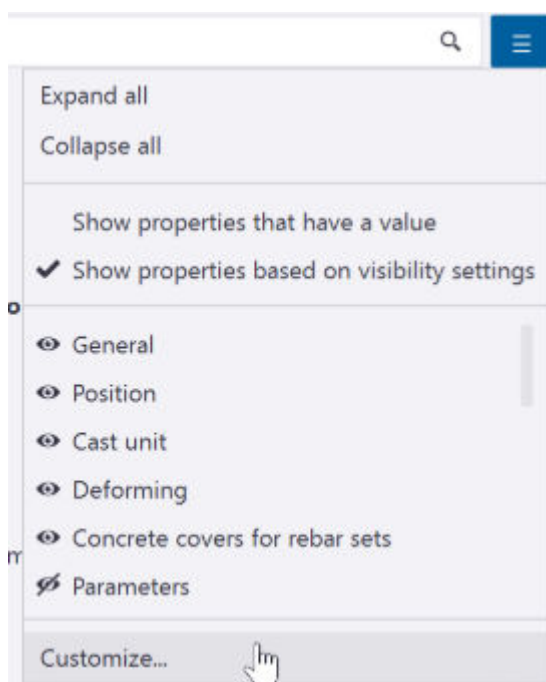 Expand all
Collapse all
Show properties that have a value
Show properties based on visibility settings
General
Position
Cast unit
Deforming
Concrete covers for rebar sets
Parameters
Customize...